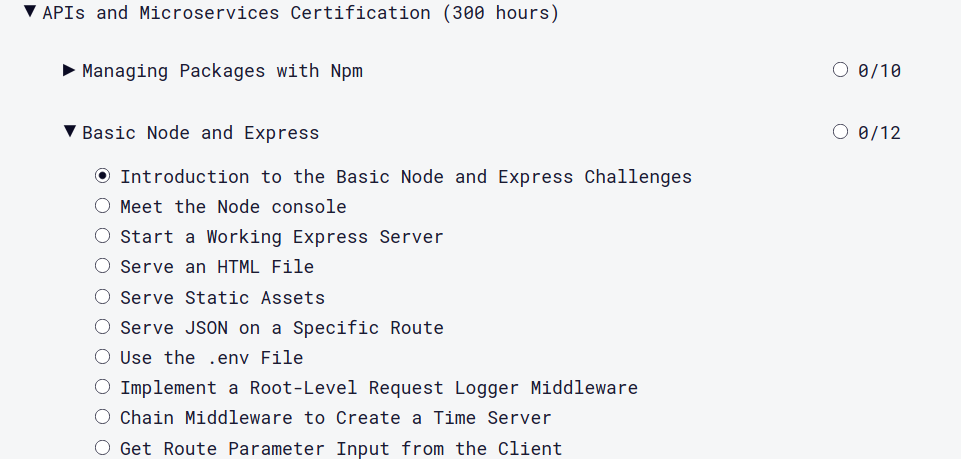 APIs and Microservices Certification (300 hours)
Managing Packages with Npm 0/10
Basic Node and Express 0/12
Introduction to the Basic Node and Express Challenges
Meet the Node console
Start a Working Express Server
Serve an HTML File
Serve Static Assets
Serve JSON on a Specific Route
Use the .env File
Implement a Root-Level Request Logger Middleware
Chain Middleware to Create a Time Server
Get Route Parameter Input from the Client